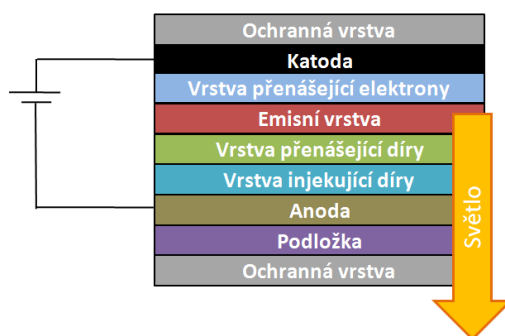 Ochranná vrstva
Katoda
Vrstva přenášející elektrony
Emisní vrstva
Vrstva přenášející díry
Vrstva injekující díry
Anoda
Podložka
Ochranná vrstva
Světlo